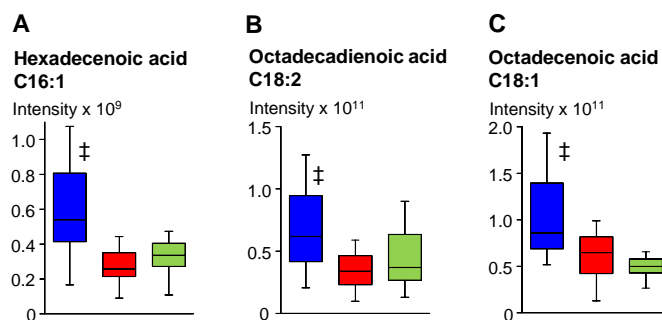 A
Hexadecenoic acid
C16:1
Intensity x 10⁹
1.0
0.8
0.6
0.4
0.2
0
‡
B
Octadecadienoic acid
C18:2
Intensity x 10¹¹
1.5
1.0
0.5
0
‡
C
Octadecenoic acid
C18:1
Intensity x 10¹¹
2.0
1.5
1.0
0.5
0
‡